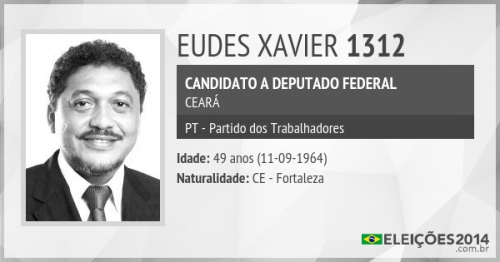 EUDES XAVIER 1312
CANDIDATO A DEPUTADO FEDERAL
CEARÁ
PT - Partido dos Trabalhadores
Idade: 49 anos (11-09-1964)
Naturalidade: CE - Fortaleza
ELEIÇÕES2014
.com.br